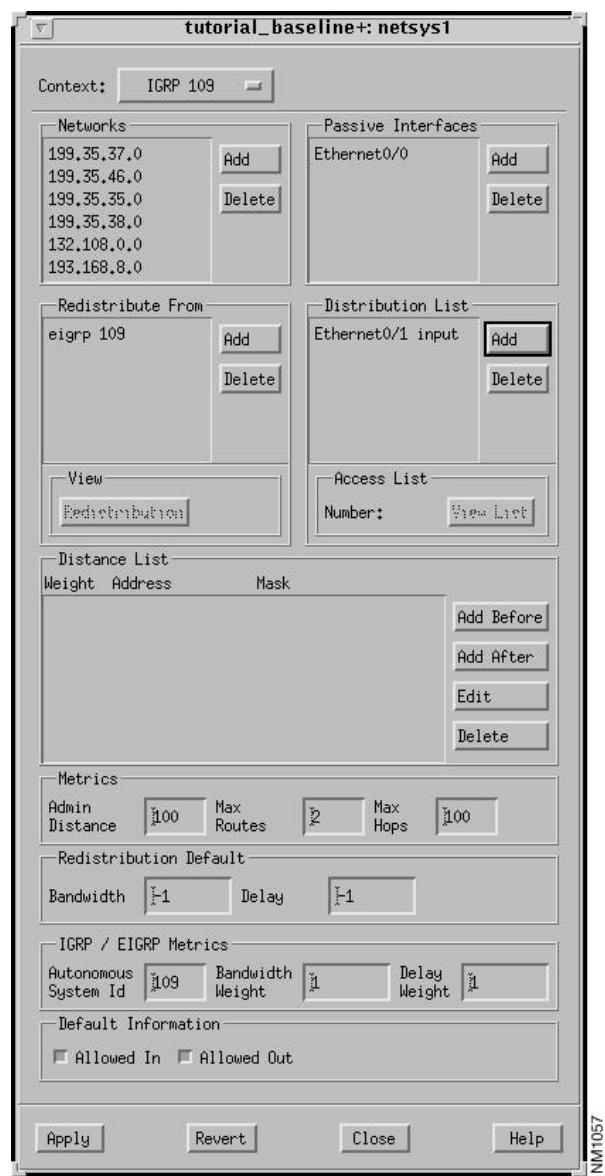 tutorial_baseline+: netsys1
Context: IGRP 109
Networks
199.35.37.0
199.35.46.0
199.35.35.0
199.35.38.0
132.108.0.0
193.168.8.0
Add
Delete
Passive Interfaces
Ethernet0/0
Add
Delete
Redistribute From
eigrp 109
Add
Delete
View
Redistribution
Distribution List
Ethernet0/1 input
Add
Delete
Access List
Number: View List
Distance List
Weight Address Mask
Add Before
Add After
Edit
Delete
Metrics
Admin Distance 100 Max Routes 2 Max Hops 100
Redistribution Default
Bandwidth -1 Delay -1
IGRP / EIGRP Metrics
Autonomous System Id 109 Bandwidth Weight 1 Delay Weight 1
Default Information
Allowed In Allowed Out
Apply Revert Close Help
NM1057